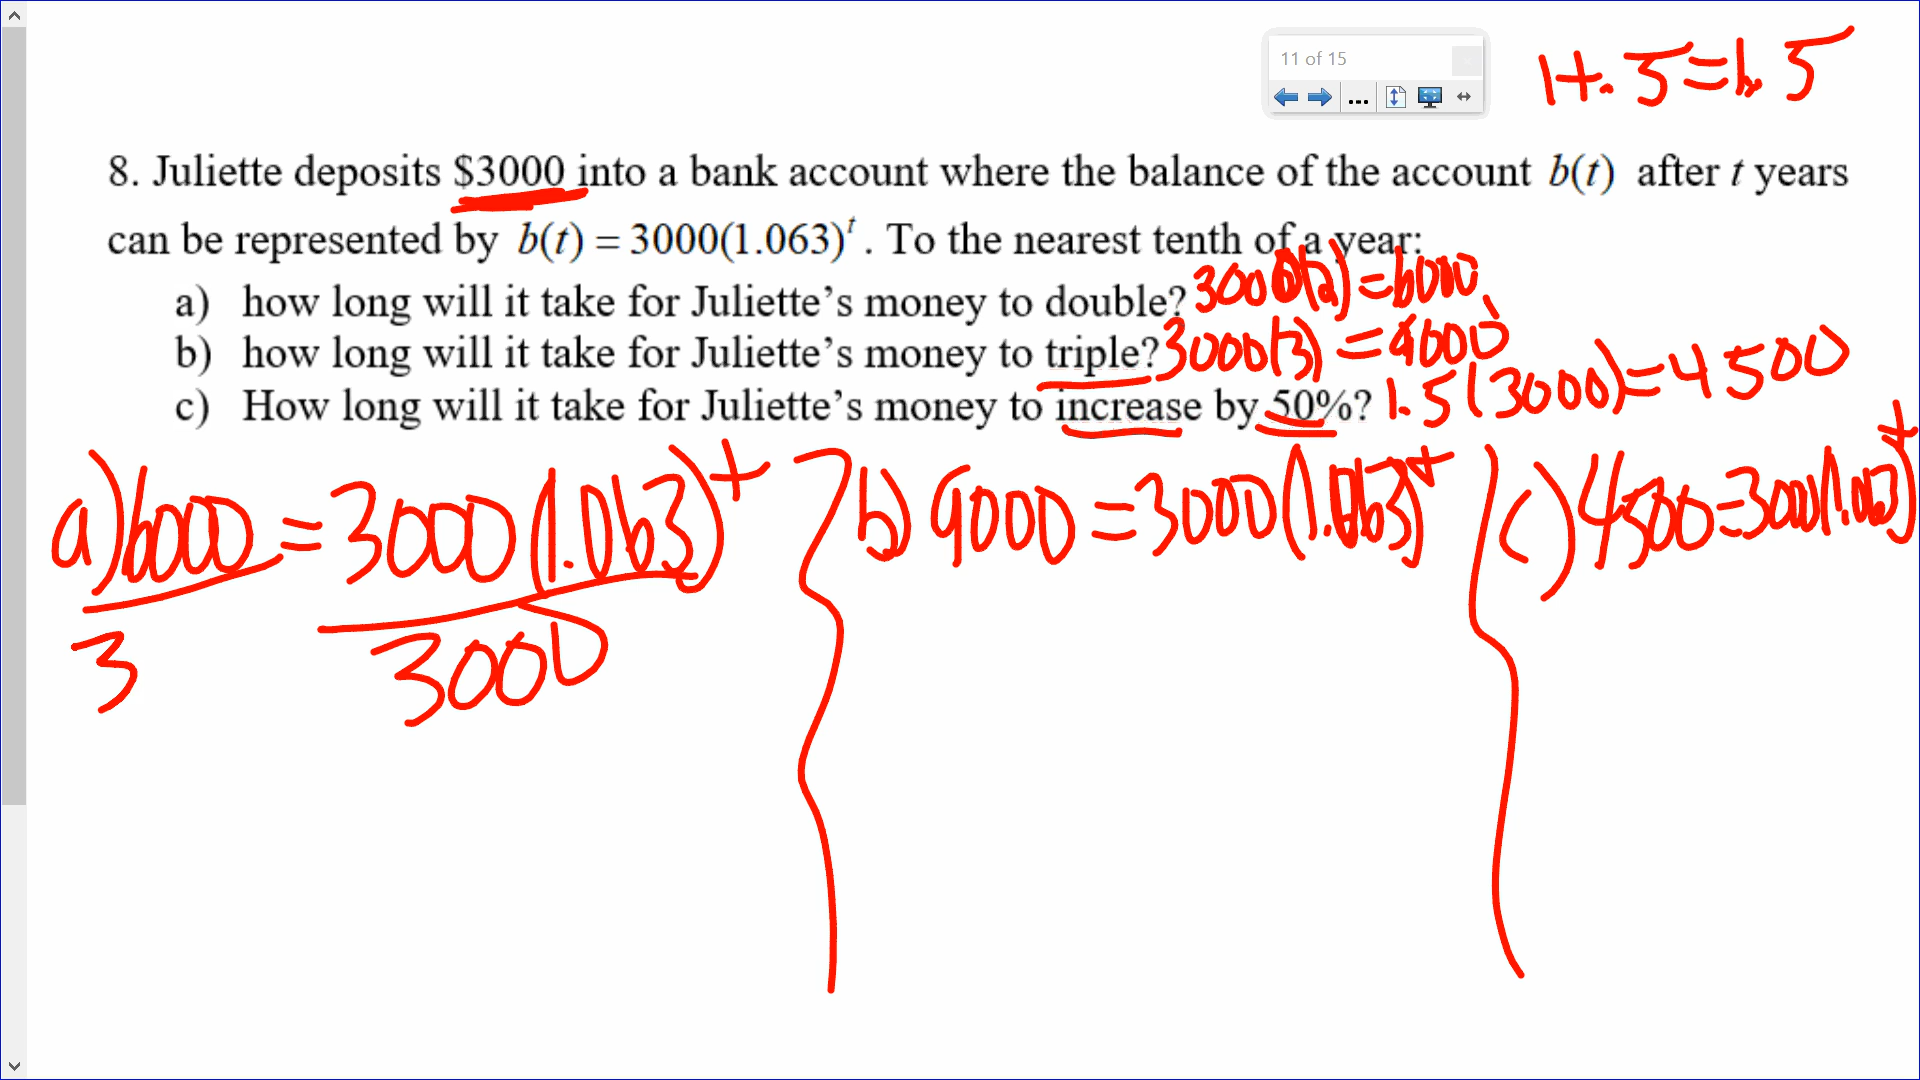 11 of 15
1+.5=1.5
8. Juliette deposits $3000 into a bank account where the balance of the account b(t) after t years
can be represented by b(t) = 3000(1.063)^t . To the nearest tenth of a year:
a) how long will it take for Juliette’s money to double? 3000(2)=6000
b) how long will it take for Juliette’s money to triple? 3000(3)=9000
c) How long will it take for Juliette’s money to increase by 50%? 1.5(3000)=4500
a) 6000 = 3000(1.063)^t
3 3000
b) 9000=3000(1.063)^t
c) 4500=3000(1.063)^t